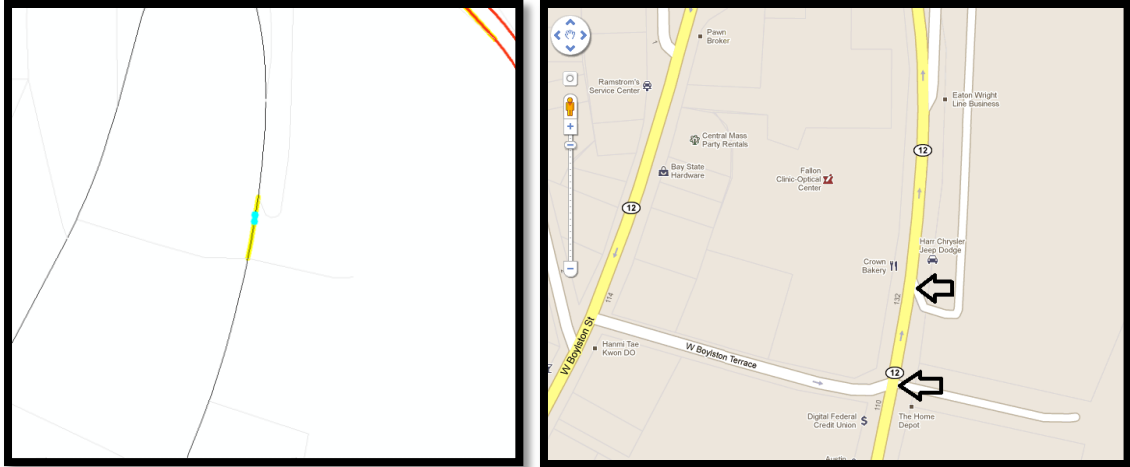 Pawn
Broker
Ramstrom's
Service Center
Eaton Wright
Line Business
Central Mass
Party Rentals
12
Bay State
Hardware
Fallon
Clinic-Optical
Center
12
Harr Chrysler
Jeep Dodge
Crown
Bakery
114
132
W Boylston St
Hanmi Tae
Kwon DO
W Boylston Terrace
12
110
Digital Federal
Credit Union
The Home
Depot
Austin